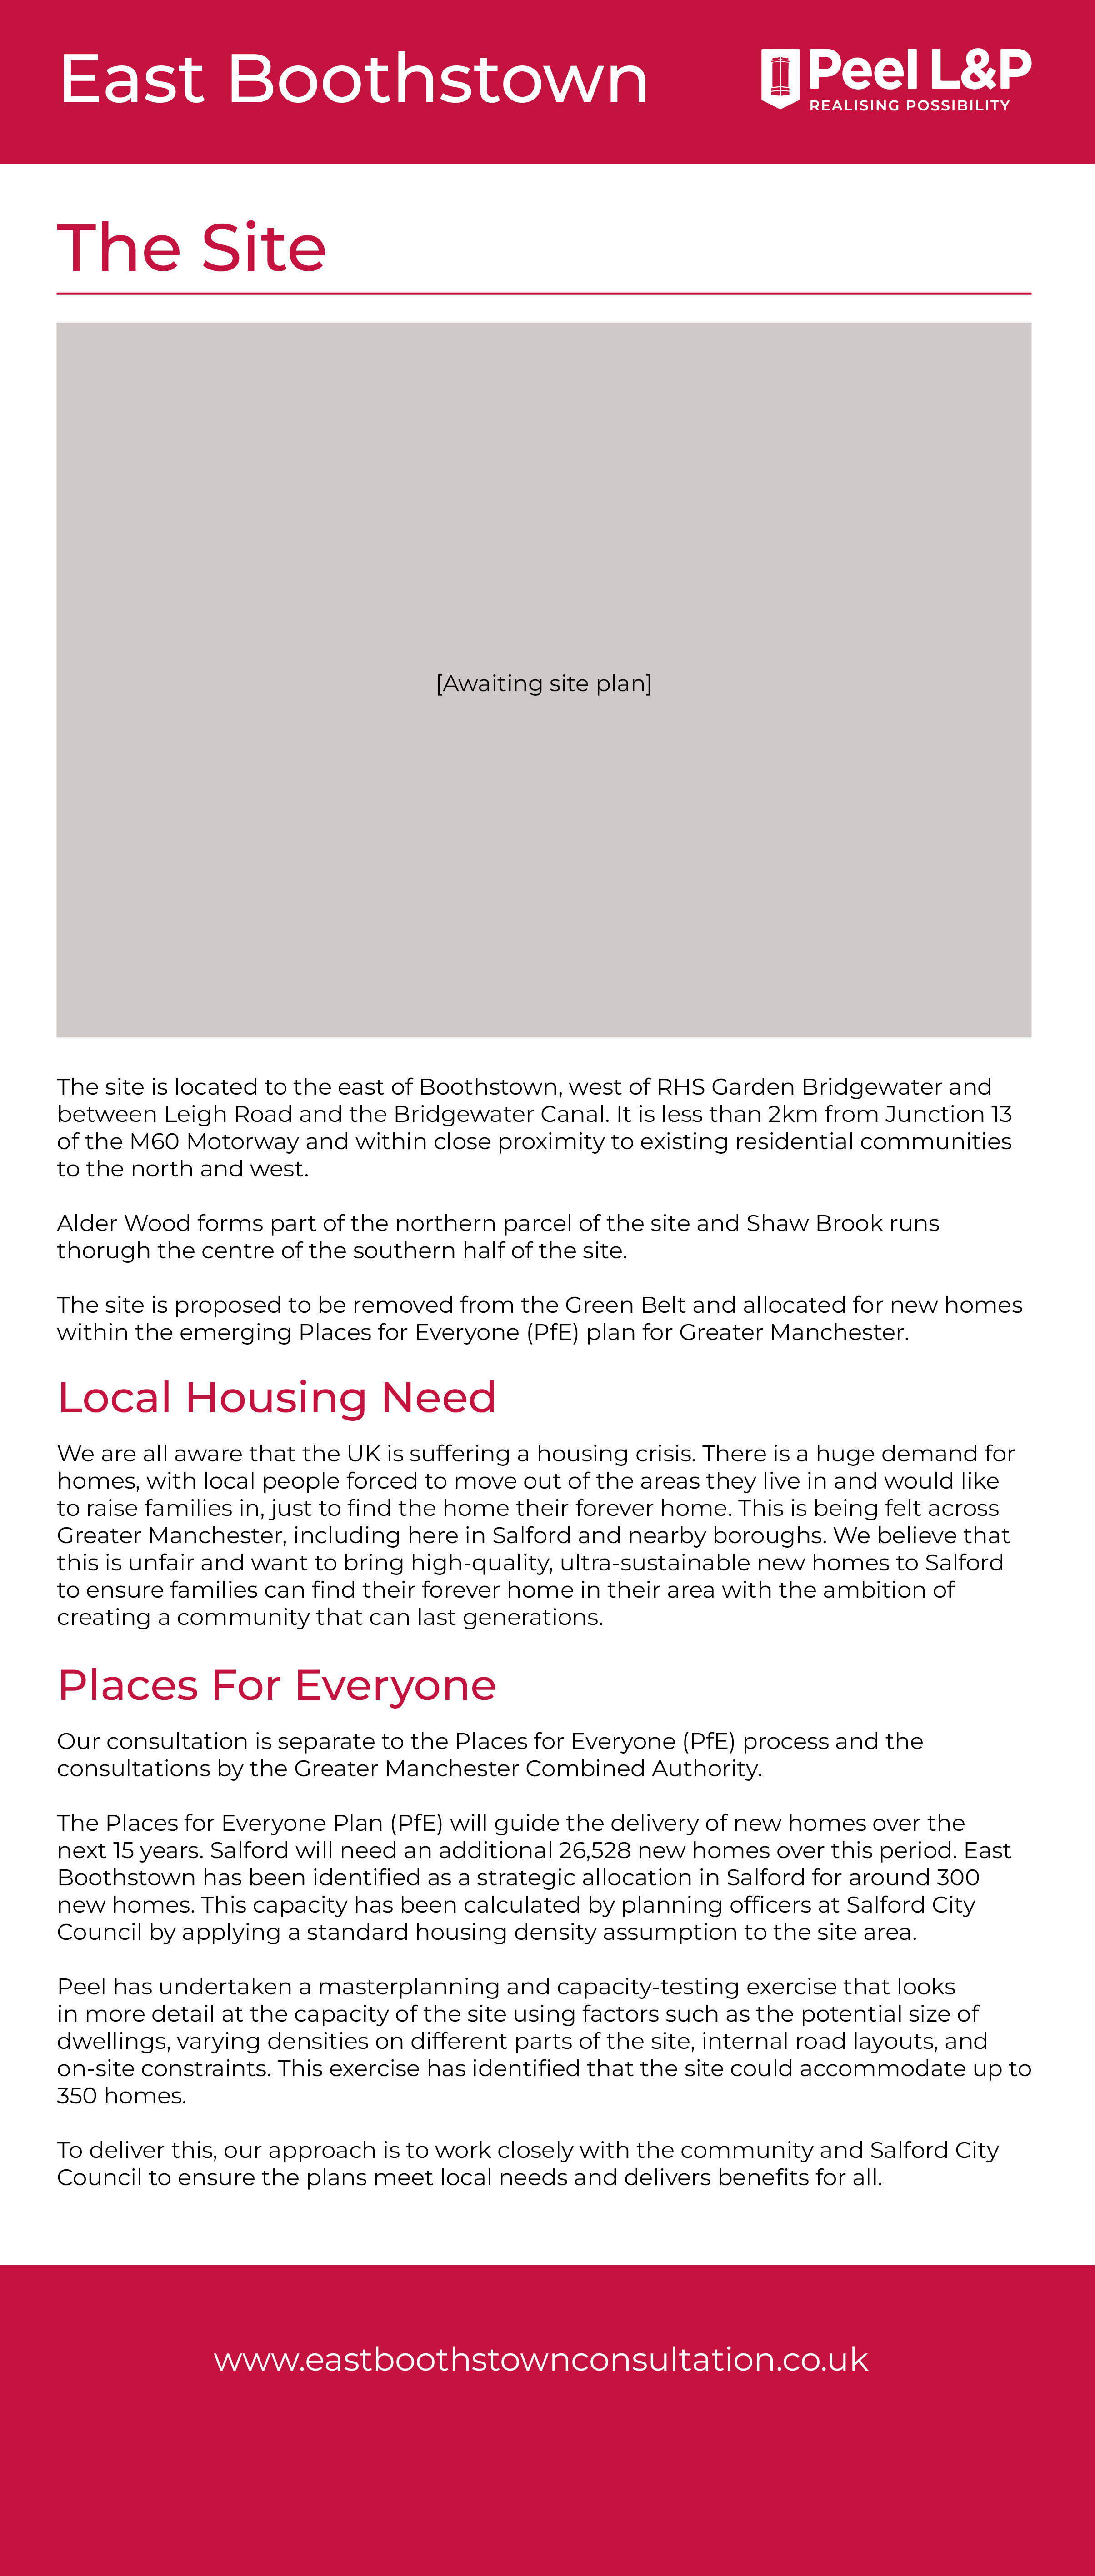 East Boothstown
Peel L&P
REALISING POSSIBILITY
The Site
[Awaiting site plan]
The site is located to the east of Boothstown, west of RHS Garden Bridgewater and
between Leigh Road and the Bridgewater Canal. It is less than 2km from Junction 13
of the M60 Motorway and within close proximity to existing residential communities
to the north and west.
Alder Wood forms part of the northern parcel of the site and Shaw Brook runs
thorugh the centre of the southern half of the site.
The site is proposed to be removed from the Green Belt and allocated for new homes
within the emerging Places for Everyone (PfE) plan for Greater Manchester.
Local Housing Need
We are all aware that the UK is suffering a housing crisis. There is a huge demand for
homes, with local people forced to move out of the areas they live in and would like
to raise families in, just to find the home their forever home. This is being felt across
Greater Manchester, including here in Salford and nearby boroughs. We believe that
this is unfair and want to bring high-quality, ultra-sustainable new homes to Salford
to ensure families can find their forever home in their area with the ambition of
creating a community that can last generations.
Places For Everyone
Our consultation is separate to the Places for Everyone (PfE) process and the
consultations by the Greater Manchester Combined Authority.
The Places for Everyone Plan (PfE) will guide the delivery of new homes over the
next 15 years. Salford will need an additional 26,528 new homes over this period. East
Boothstown has been identified as a strategic allocation in Salford for around 300
new homes. This capacity has been calculated by planning officers at Salford City
Council by applying a standard housing density assumption to the site area.
Peel has undertaken a masterplanning and capacity-testing exercise that looks
in more detail at the capacity of the site using factors such as the potential size of
dwellings, varying densities on different parts of the site, internal road layouts, and
on-site constraints. This exercise has identified that the site could accommodate up to
350 homes.
To deliver this, our approach is to work closely with the community and Salford City
Council to ensure the plans meet local needs and delivers benefits for all.
www.eastboothstownconsultation.co.uk